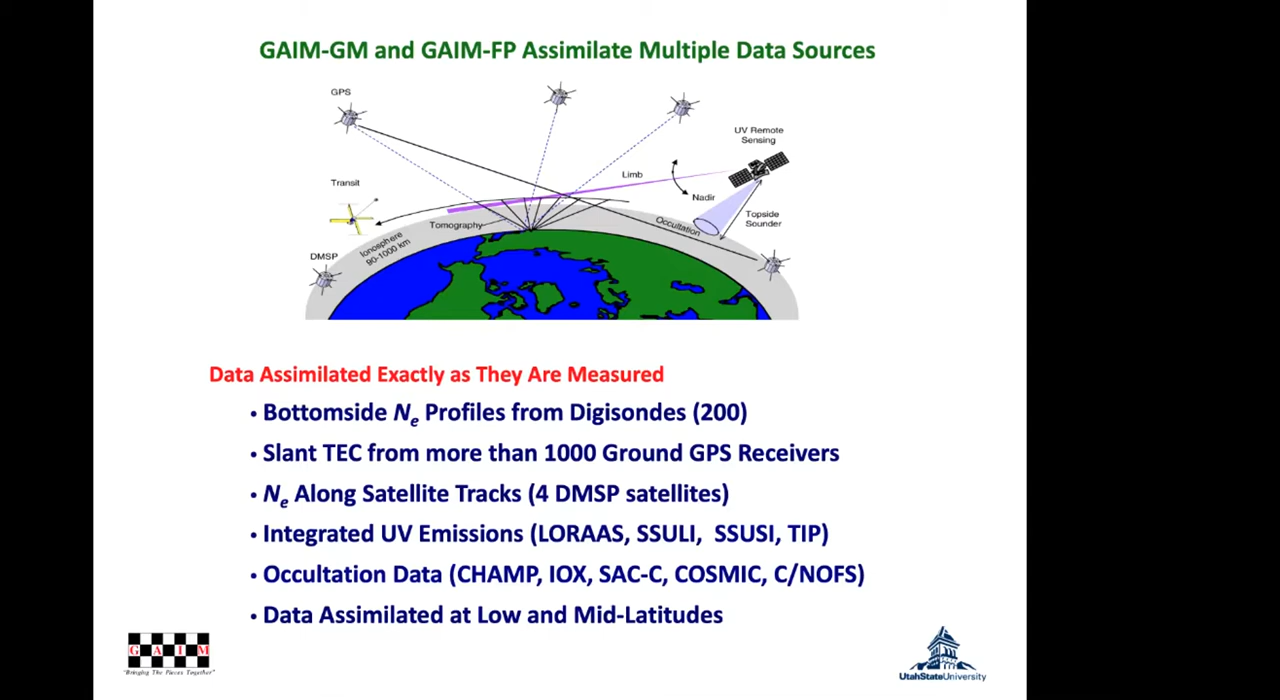 GAIM-GM and GAIM-FP Assimilate Multiple Data Sources
GPS
UV Remote
Sensing
Limb
Transit
Nadir
Topside
Sounder
Occultation
Tomography
Ionosphere
90-1000 km
DMSP
Data Assimilated Exactly as They Are Measured
• Bottomside Ne Profiles from Digisondes (200)
• Slant TEC from more than 1000 Ground GPS Receivers
• Ne Along Satellite Tracks (4 DMSP satellites)
• Integrated UV Emissions (LORAAS, SSULI, SSUSI, TIP)
• Occultation Data (CHAMP, IOX, SAC-C, COSMIC, C/NOFS)
• Data Assimilated at Low and Mid-Latitudes
G A I M
"Bringing The Pieces Together"
UtahStateUniversity